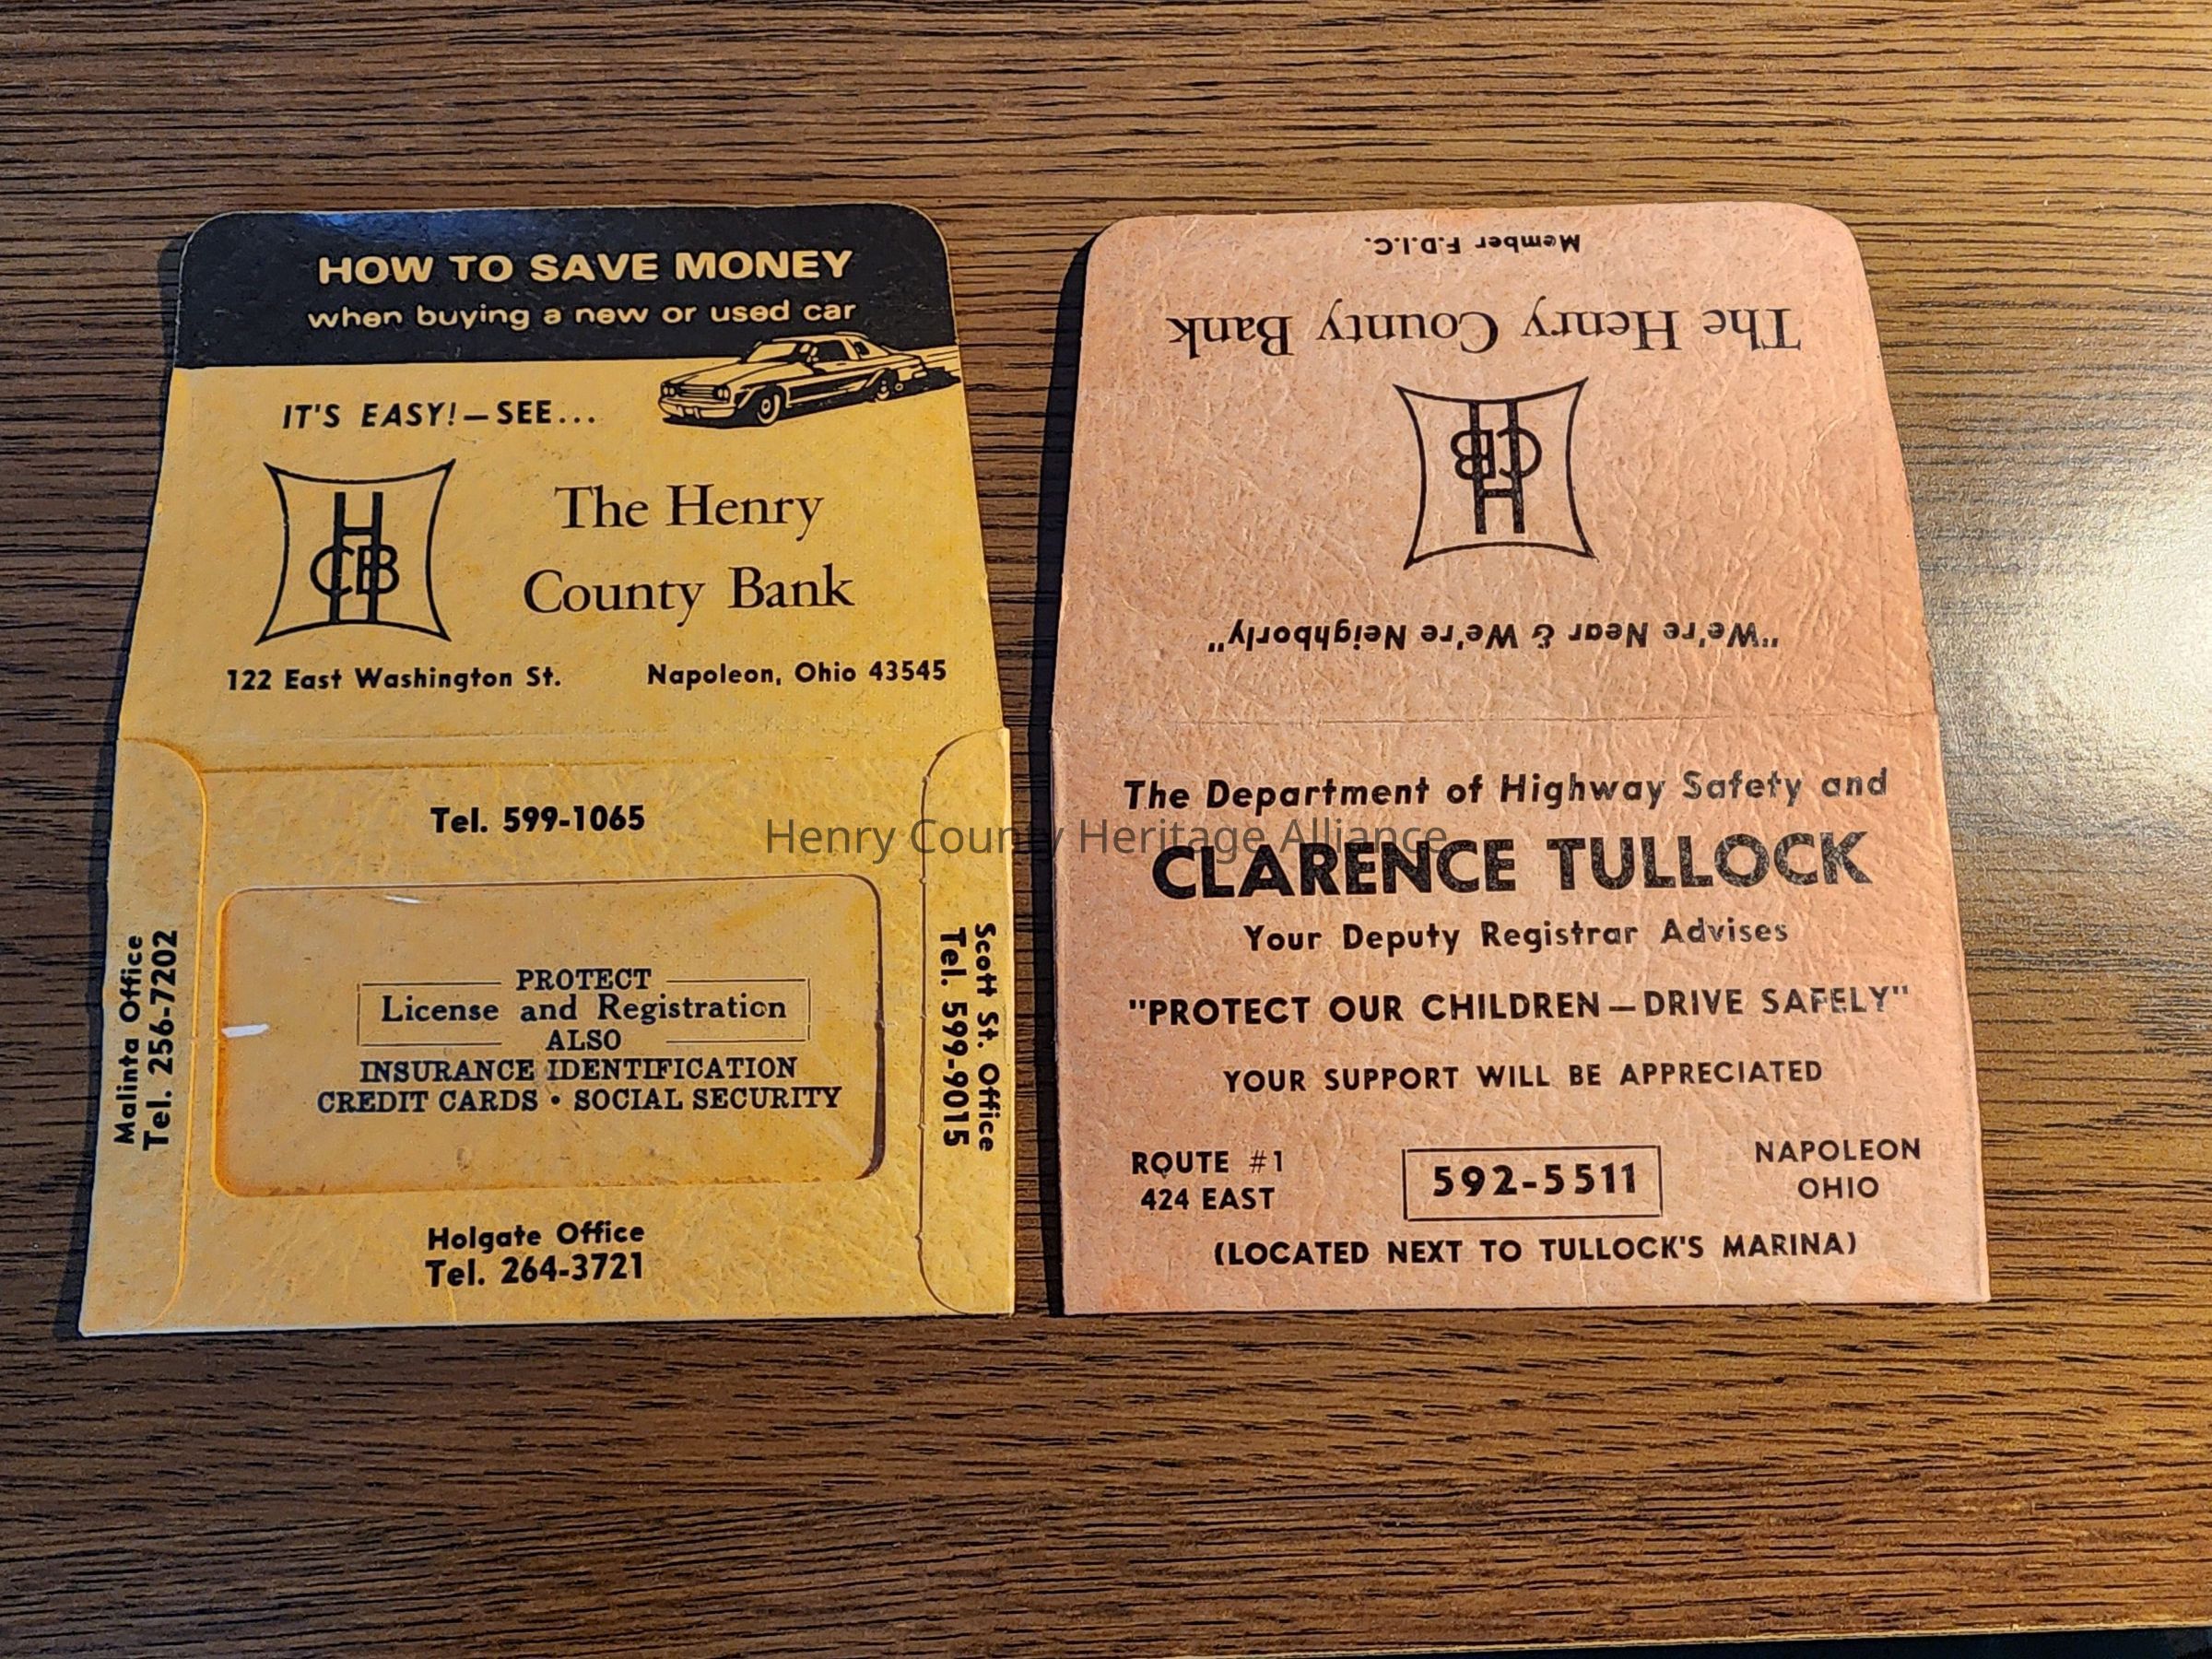 HOW TO SAVE MONEY
when buying a new or used car
IT'S EASY!—SEE...
HCB
The Henry
County Bank
122 East Washington St. Napoleon, Ohio 43545
Tel. 599-1065
Malinta Office
Tel. 256-7202
PROTECT
License and Registration
ALSO
INSURANCE IDENTIFICATION
CREDIT CARDS • SOCIAL SECURITY
Scott St. Office
Tel. 599-9015
Holgate Office
Tel. 264-3721
"We're Near & We're Neighborly"
HCB
The Henry County Bank
Member F.D.I.C.
The Department of Highway Safety and
CLARENCE TULLOCK
Your Deputy Registrar Advises
"PROTECT OUR CHILDREN—DRIVE SAFELY"
YOUR SUPPORT WILL BE APPRECIATED
ROUTE #1
424 EAST
592-5511
NAPOLEON
OHIO
(LOCATED NEXT TO TULLOCK'S MARINA)
Henry County Heritage Alliance